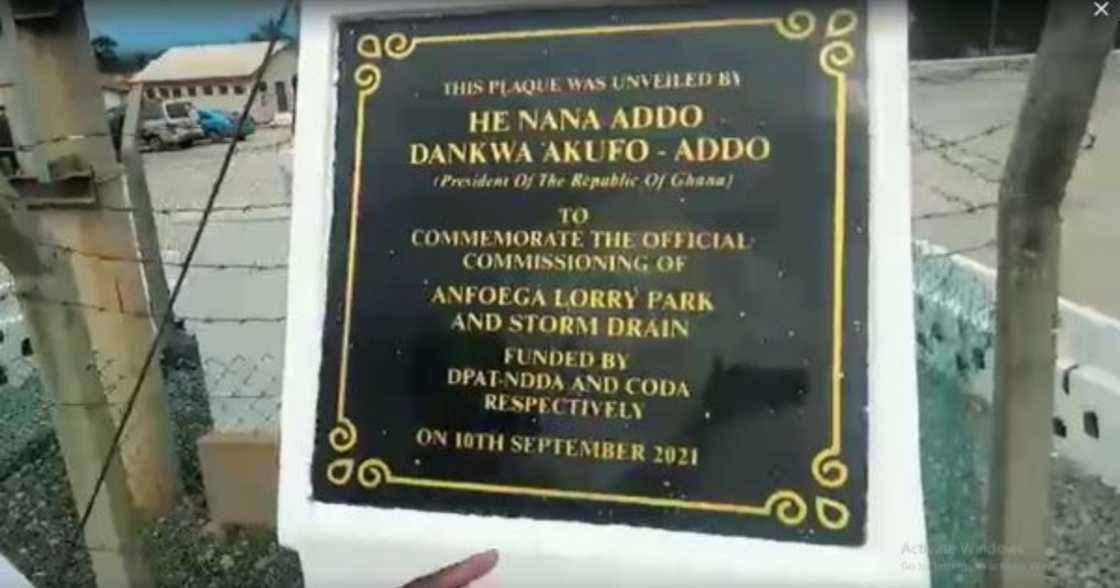 THIS PLAQUE WAS UNVEILED BY
HE NANA ADDO
DANKWA AKUFO - ADDO
(President Of The Republic Of Ghana)
TO
COMMEMORATE THE OFFICIAL
COMMISSIONING OF
ANFOEGA LORRY PARK
AND STORM DRAIN
FUNDED BY
DPAT-NDDA AND CODA
RESPECTIVELY
ON 10TH SEPTEMBER 2021
Activate Windows